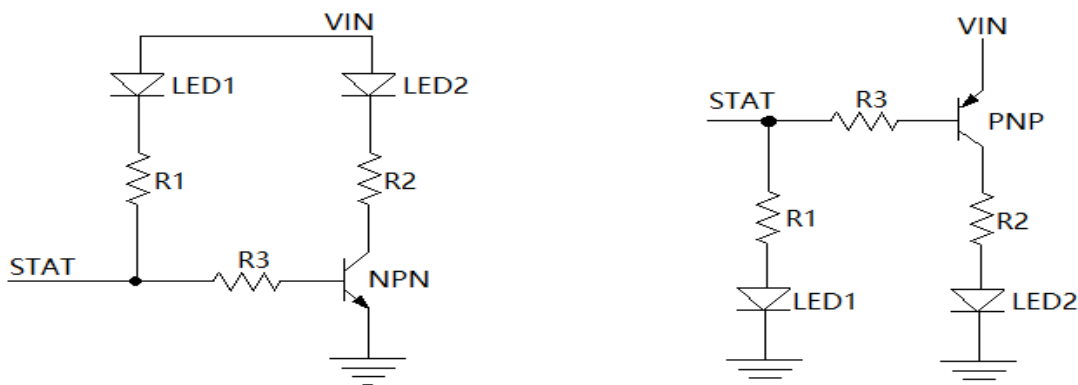 VIN
LED1
LED2
R1
R2
STAT
R3
NPN
VIN
STAT
R3
PNP
R1
R2
LED1
LED2